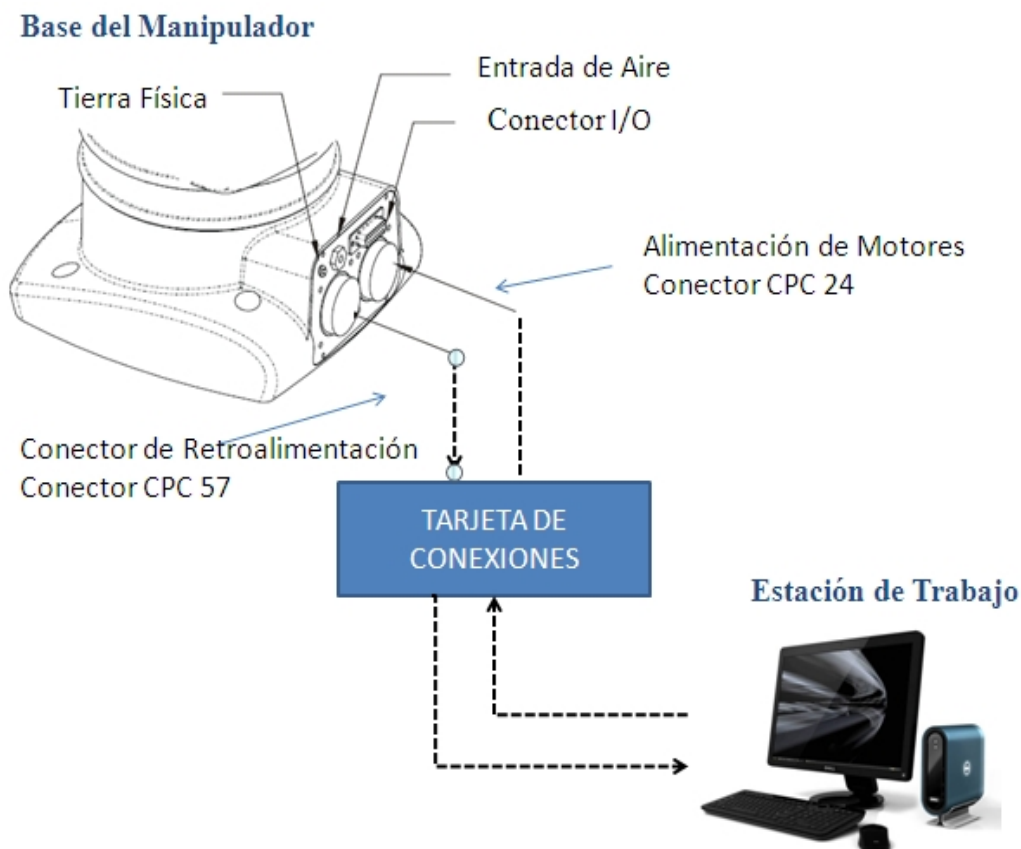 Base del Manipulador
Entrada de Aire
Tierra Física
Conector I/O
Alimentación de Motores
Conector CPC 24
Conector de Retroalimentación
Conector CPC 57
TARJETA DE
CONEXIONES
Estación de Trabajo